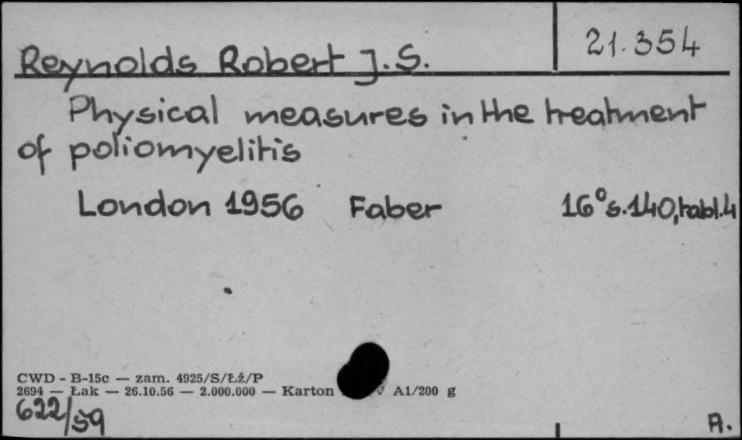 21.354
Reynolds Robert J.S.
Physical measures in the treatment
of poliomyelitis
London 1956 Faber 16° s.140, tabl.4
CWD - B-15c — zam. 4925/S/Łź/P
2694 — Łak — 26.10.56 — 2.000.000 — Karton V A1/200 g
622/59
A.